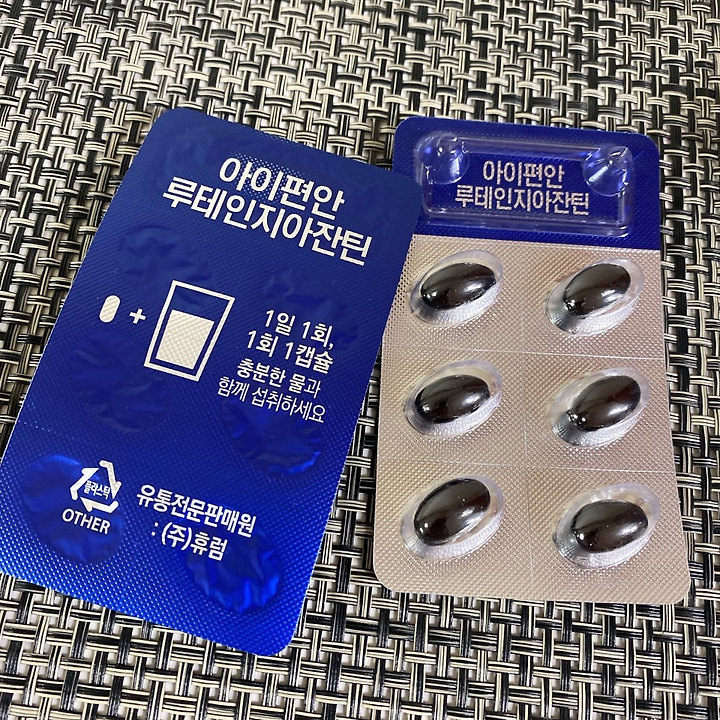 아이편안
루테인지아잔틴
+
1일 1회,
1회 1캡슐
충분한 물과
함께 섭취하세요
플라스틱
OTHER
유통전문판매원
: (주)휴럼
아이편안
루테인지아잔틴